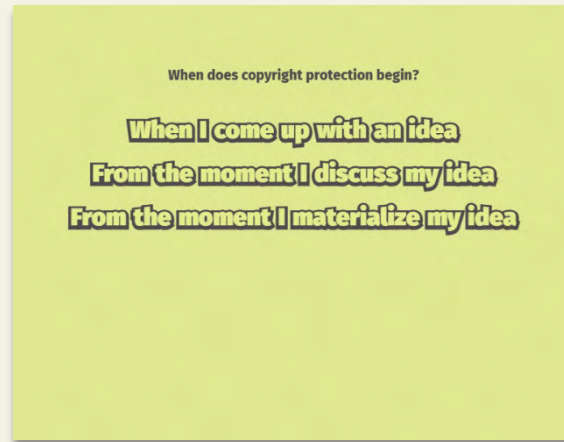 When does copyright protection begin?
When I come up with an idea
From the moment I discuss my idea
From the moment I materialize my idea